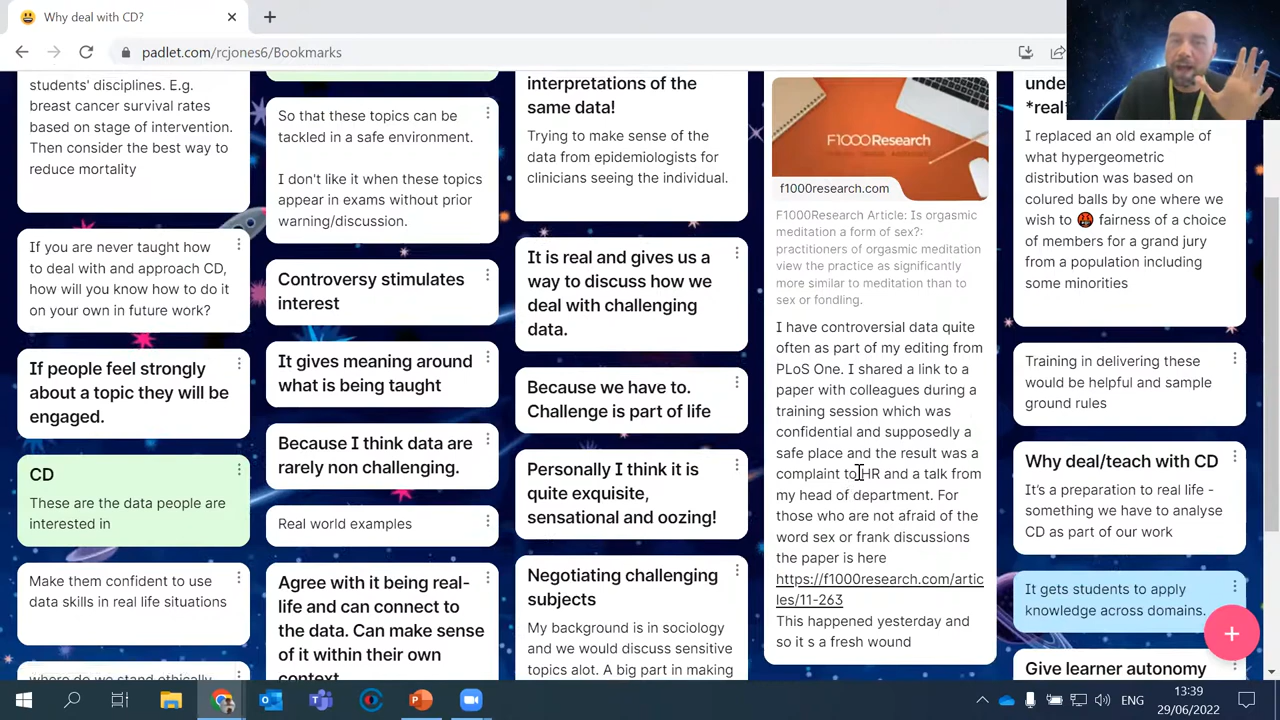 Why deal with CD?
padlet.com/rcjones6/Bookmarks
students' disciplines. E.g.
breast cancer survival rates
based on stage of intervention.
Then consider the best way to
reduce mortality
If you are never taught how
to deal with and approach CD,
how will you know how to do it
on your own in future work?
If people feel strongly
about a topic they will be
engaged.
CD
These are the data people are
interested in
Make them confident to use
data skills in real life situations
where do we stand ethically
So that these topics can be
tackled in a safe environment.
I don't like it when these topics
appear in exams without prior
warning/discussion.
Controversy stimulates
interest
It gives meaning around
what is being taught
Because I think data are
rarely non challenging.
Real world examples
Agree with it being real-
life and can connect to
the data. Can make sense
of it within their own
context
interpretations of the
same data!
Trying to make sense of the
data from epidemiologists for
clinicians seeing the individual.
It is real and gives us a
way to discuss how we
deal with challenging
data.
Because we have to.
Challenge is part of life
Personally I think it is
quite exquisite,
sensational and oozing!
Negotiating challenging
subjects
My background is in sociology
and we would discuss sensitive
topics alot. A big part in making
F1000Research
f1000research.com
F1000Research Article: Is orgasmic
meditation a form of sex?:
practitioners of orgasmic meditation
view the practice as significantly
more similar to meditation than to
sex or fondling.
I have controversial data quite
often as part of my editing from
PLoS One. I shared a link to a
paper with colleagues during a
training session which was
confidential and supposedly a
safe place and the result was a
complaint to HR and a talk from
my head of department. For
those who are not afraid of the
word sex or frank discussions
the paper is here
https://f1000research.com/artic
les/11-263
This happened yesterday and
so it s a fresh wound
unde
*real*
I replaced an old example of
what hypergeometric
distribution was based on
colured balls by one where we
wish to fairness of a choice
of members for a grand jury
from a population including
some minorities
Training in delivering these
would be helpful and sample
ground rules
Why deal/teach with CD
It's a preparation to real life -
something we have to analyse
CD as part of our work
It gets students to apply
knowledge across domains.
Give learner autonomy
ENG
13:39
29/06/2022